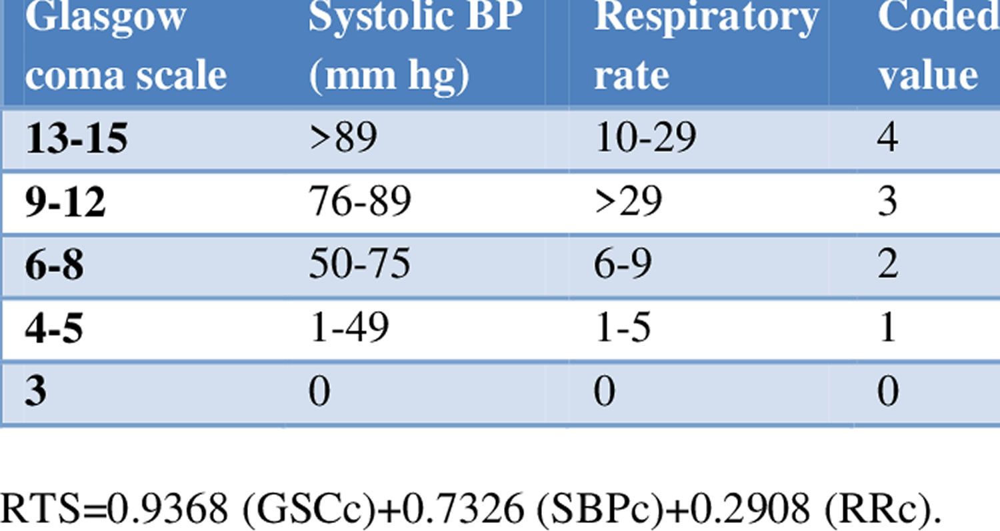 Glasgow Systolic BP Respiratory Coded
coma scale (mm hg) rate value
13-15 >89 10-29 4
9-12 76-89 >29 3
6-8 50-75 6-9 2
4-5 1-49 1-5 1
3 0 0 0
RTS=0.9368 (GSCc)+0.7326 (SBPc)+0.2908 (RRc).